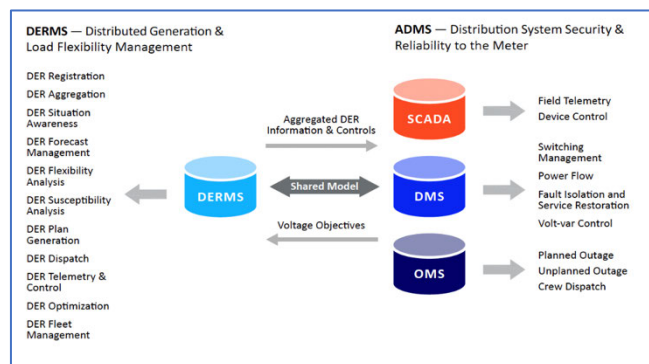 DERMS — Distributed Generation &
Load Flexibility Management
DER Registration
DER Aggregation
DER Situation
Awareness
DER Forecast
Management
DER Flexibility
Analysis
DER Susceptibility
Analysis
DER Plan
Generation
DER Dispatch
DER Telemetry &
Control
DER Optimization
DER Fleet
Management
DERMS
Aggregated DER
Information & Controls
Shared Model
Voltage Objectives
ADMS — Distribution System Security &
Reliability to the Meter
SCADA
Field Telemetry
Device Control
DMS
Switching
Management
Power Flow
Fault Isolation and
Service Restoration
Volt-var Control
OMS
Planned Outage
Unplanned Outage
Crew Dispatch